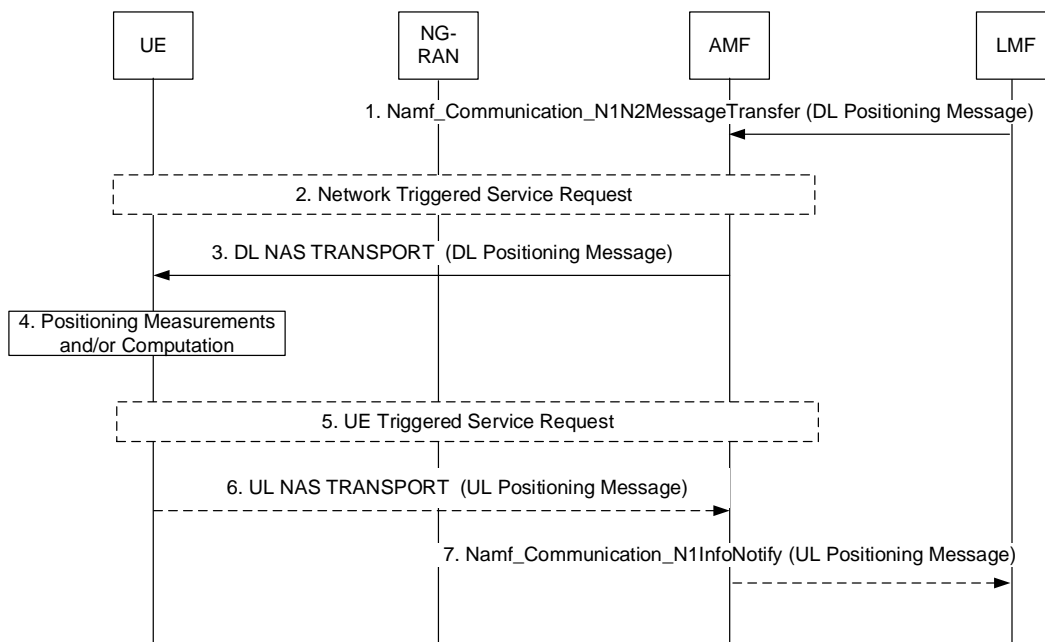 UE
NG-
RAN
AMF
LMF
1. Namf_Communication_N1N2MessageTransfer (DL Positioning Message)
2. Network Triggered Service Request
3. DL NAS TRANSPORT (DL Positioning Message)
4. Positioning Measurements
and/or Computation
5. UE Triggered Service Request
6. UL NAS TRANSPORT (UL Positioning Message)
7. Namf_Communication_N1InfoNotify (UL Positioning Message)